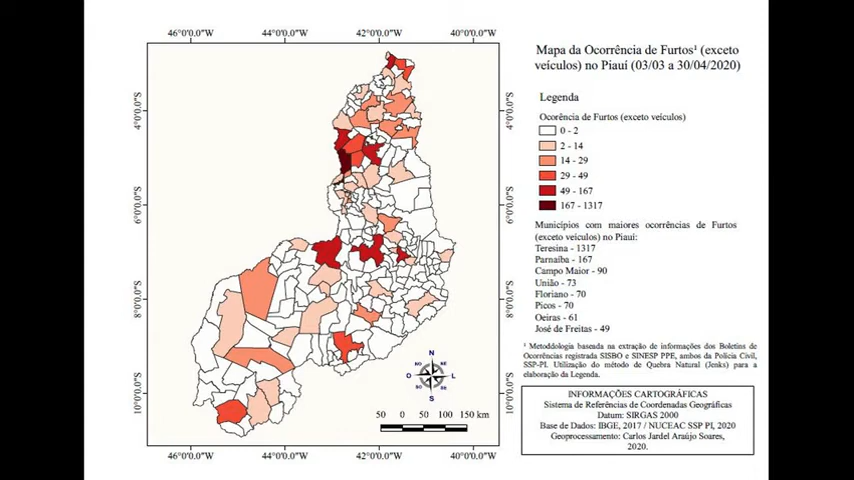 46°0'0.0"W 44°0'0.0"W 42°0'0.0"W 40°0'0.0"W
4°0'0.0"S
6°0'0.0"S
8°0'0.0"S
10°0'0.0"S
4°0'0.0"S
6°0'0.0"S
8°0'0.0"S
10°0'0.0"S
N
NO NE
O L
SO SE
S
50 0 50 100 150 km
46°0'0.0"W 44°0'0.0"W 42°0'0.0"W 40°0'0.0"W
Mapa da Ocorrência de Furtos¹ (exceto
veículos) no Piauí (03/03 a 30/04/2020)
Legenda
Ocorência de Furtos (exceto veículos)
0 - 2
2 - 14
14 - 29
29 - 49
49 - 167
167 - 1317
Municípios com maiores ocorrências de Furtos
(exceto veículos) no Piauí:
Teresina - 1317
Parnaíba - 167
Campo Maior - 90
União - 73
Floriano - 70
Picos - 70
Oeiras - 61
José de Freitas - 49
¹ Metodologia baseada na extração de informações dos Boletins de
Ocorrências registrada SISBO e SINESP PPE, ambos da Polícia Civil,
SSP-PI. Utilização do método de Quebra Natural (Jenks) para a
elaboração da Legenda.
INFORMAÇÕES CARTOGRÁFICAS
Sistema de Referências de Coordenadas Geográficas
Datum: SIRGAS 2000
Base de Dados: IBGE, 2017 / NUCEAC SSP PI, 2020
Geoprocessamento: Carlos Jardel Araújo Soares,
2020.